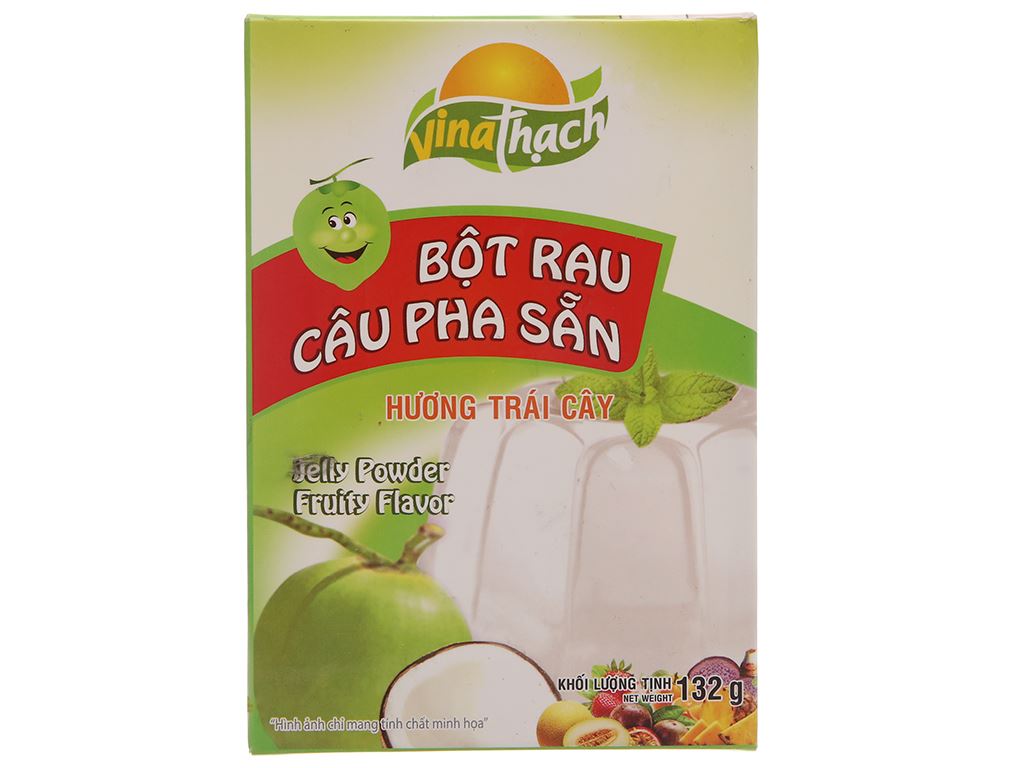 VinaThạch
BỘT RAU
CÂU PHA SẴN
HƯƠNG TRÁI CÂY
Jelly Powder
Fruity Flavor
KHỐI LƯỢNG TỊNH 132 g
NET WEIGHT
"Hình ảnh chỉ mang tính chất minh họa"